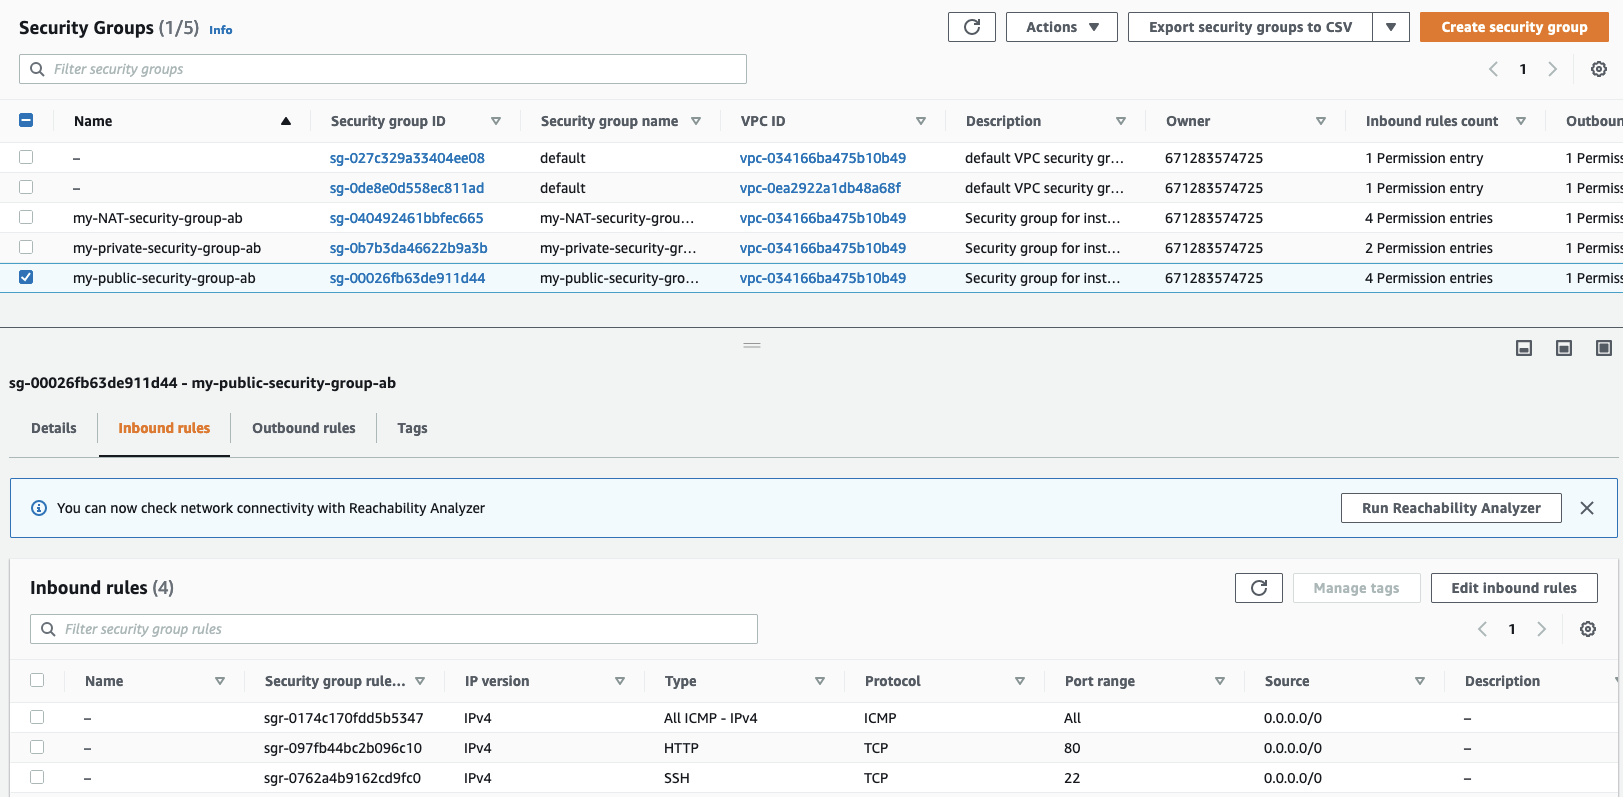 Security Groups (1/5) Info
Actions
Export security groups to CSV
Create security group
Filter security groups
1
Name Security group ID Security group name VPC ID Description Owner Inbound rules count Outboun
– sg-027c329a33404ee08 default vpc-034166ba475b10b49 default VPC security gr... 671283574725 1 Permission entry 1 Permiss
– sg-0de8e0d558ec811ad default vpc-0ea2922a1db48a68f default VPC security gr... 671283574725 1 Permission entry 1 Permiss
my-NAT-security-group-ab sg-040492461bbfec665 my-NAT-security-grou... vpc-034166ba475b10b49 Security group for inst... 671283574725 4 Permission entries 1 Permiss
my-private-security-group-ab sg-0b7b3da46622b9a3b my-private-security-gr... vpc-034166ba475b10b49 Security group for inst... 671283574725 2 Permission entries 1 Permiss
my-public-security-group-ab sg-00026fb63de911d44 my-public-security-gro... vpc-034166ba475b10b49 Security group for inst... 671283574725 4 Permission entries 1 Permiss
sg-00026fb63de911d44 - my-public-security-group-ab
Details Inbound rules Outbound rules Tags
You can now check network connectivity with Reachability Analyzer
Run Reachability Analyzer
Inbound rules (4)
Manage tags
Edit inbound rules
Filter security group rules
1
Name Security group rule... IP version Type Protocol Port range Source Description
– sgr-0174c170fdd5b5347 IPv4 All ICMP - IPv4 ICMP All 0.0.0.0/0 –
– sgr-097fb44bc2b096c10 IPv4 HTTP TCP 80 0.0.0.0/0 –
– sgr-0762a4b9162cd9fc0 IPv4 SSH TCP 22 0.0.0.0/0 –